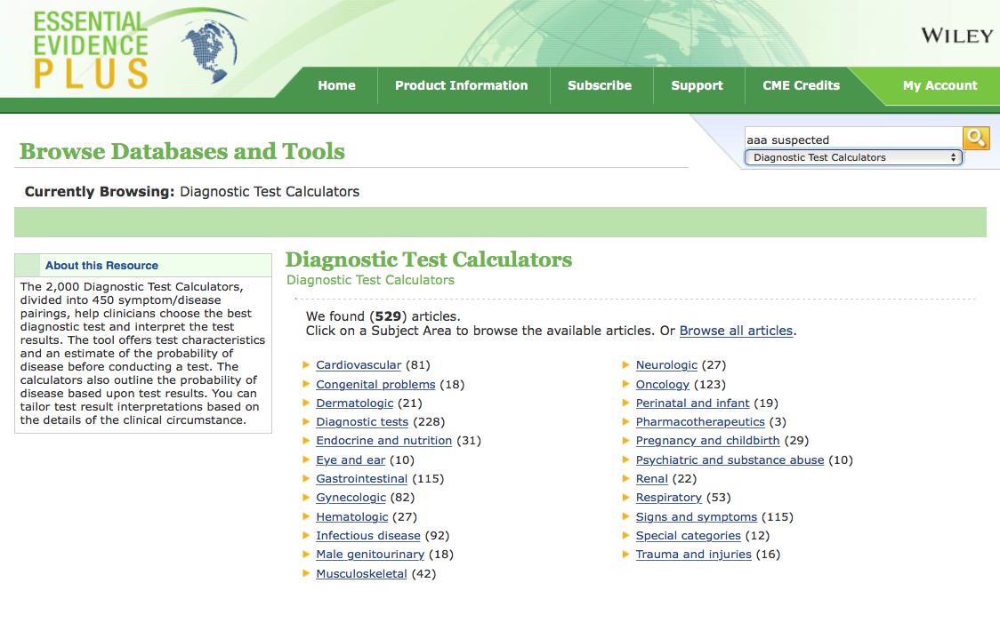 ESSENTIAL
EVIDENCE
PLUS
WILEY
Home
Product Information
Subscribe
Support
CME Credits
My Account
Browse Databases and Tools
aaa suspected
Diagnostic Test Calculators
Currently Browsing: Diagnostic Test Calculators
About this Resource
The 2,000 Diagnostic Test Calculators,
divided into 450 symptom/disease
pairings, help clinicians choose the best
diagnostic test and interpret the test
results. The tool offers test characteristics
and an estimate of the probability of
disease before conducting a test. The
calculators also outline the probability of
disease based upon test results. You can
tailor test result interpretations based on
the details of the clinical circumstance.
Diagnostic Test Calculators
Diagnostic Test Calculators
We found (529) articles.
Click on a Subject Area to browse the available articles. Or Browse all articles.
Cardiovascular (81)
Congenital problems (18)
Dermatologic (21)
Diagnostic tests (228)
Endocrine and nutrition (31)
Eye and ear (10)
Gastrointestinal (115)
Gynecologic (82)
Hematologic (27)
Infectious disease (92)
Male genitourinary (18)
Musculoskeletal (42)
Neurologic (27)
Oncology (123)
Perinatal and infant (19)
Pharmacotherapeutics (3)
Pregnancy and childbirth (29)
Psychiatric and substance abuse (10)
Renal (22)
Respiratory (53)
Signs and symptoms (115)
Special categories (12)
Trauma and injuries (16)